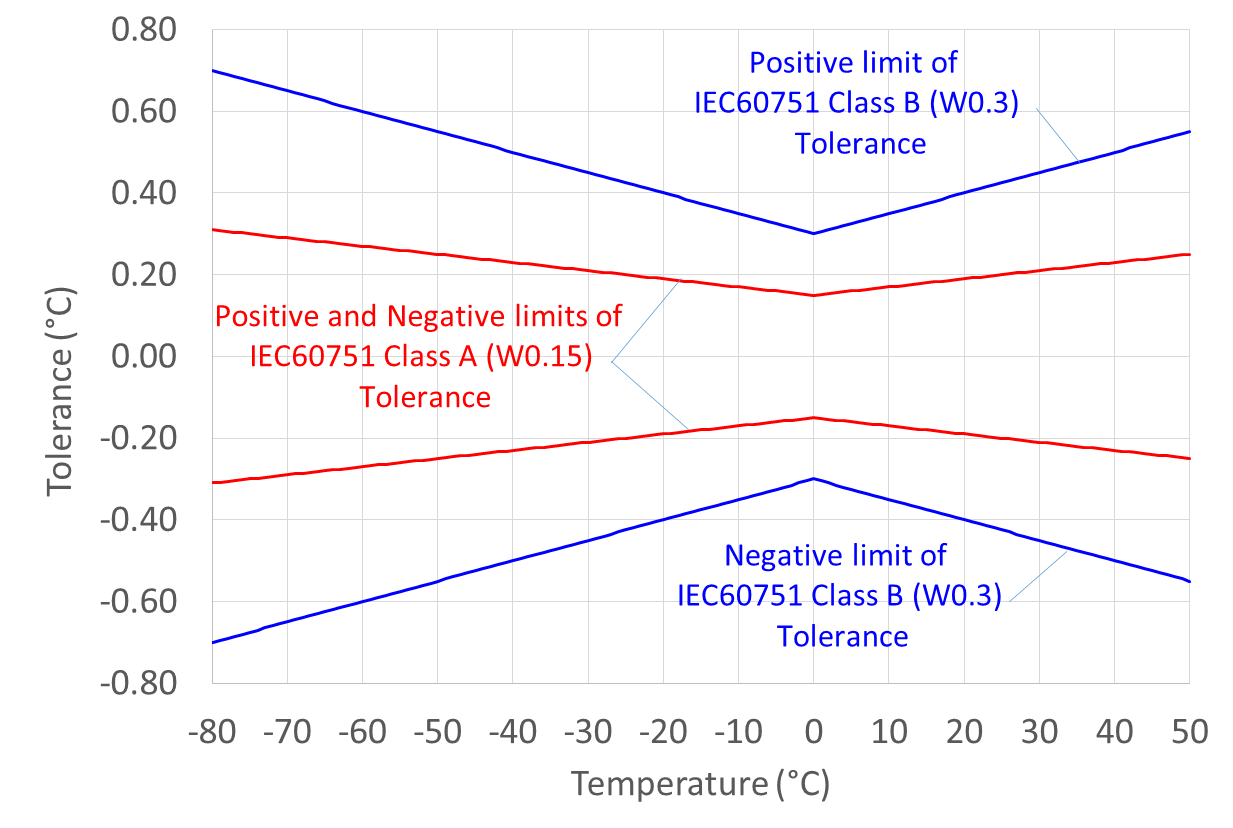 0.80
0.60
0.40
0.20
0.00
-0.20
-0.40
-0.60
-0.80
Tolerance (°C)
Positive limit of
IEC60751 Class B (W0.3)
Tolerance
Positive and Negative limits of
IEC60751 Class A (W0.15)
Tolerance
Negative limit of
IEC60751 Class B (W0.3)
Tolerance
-80 -70 -60 -50 -40 -30 -20 -10 0 10 20 30 40 50
Temperature (°C)